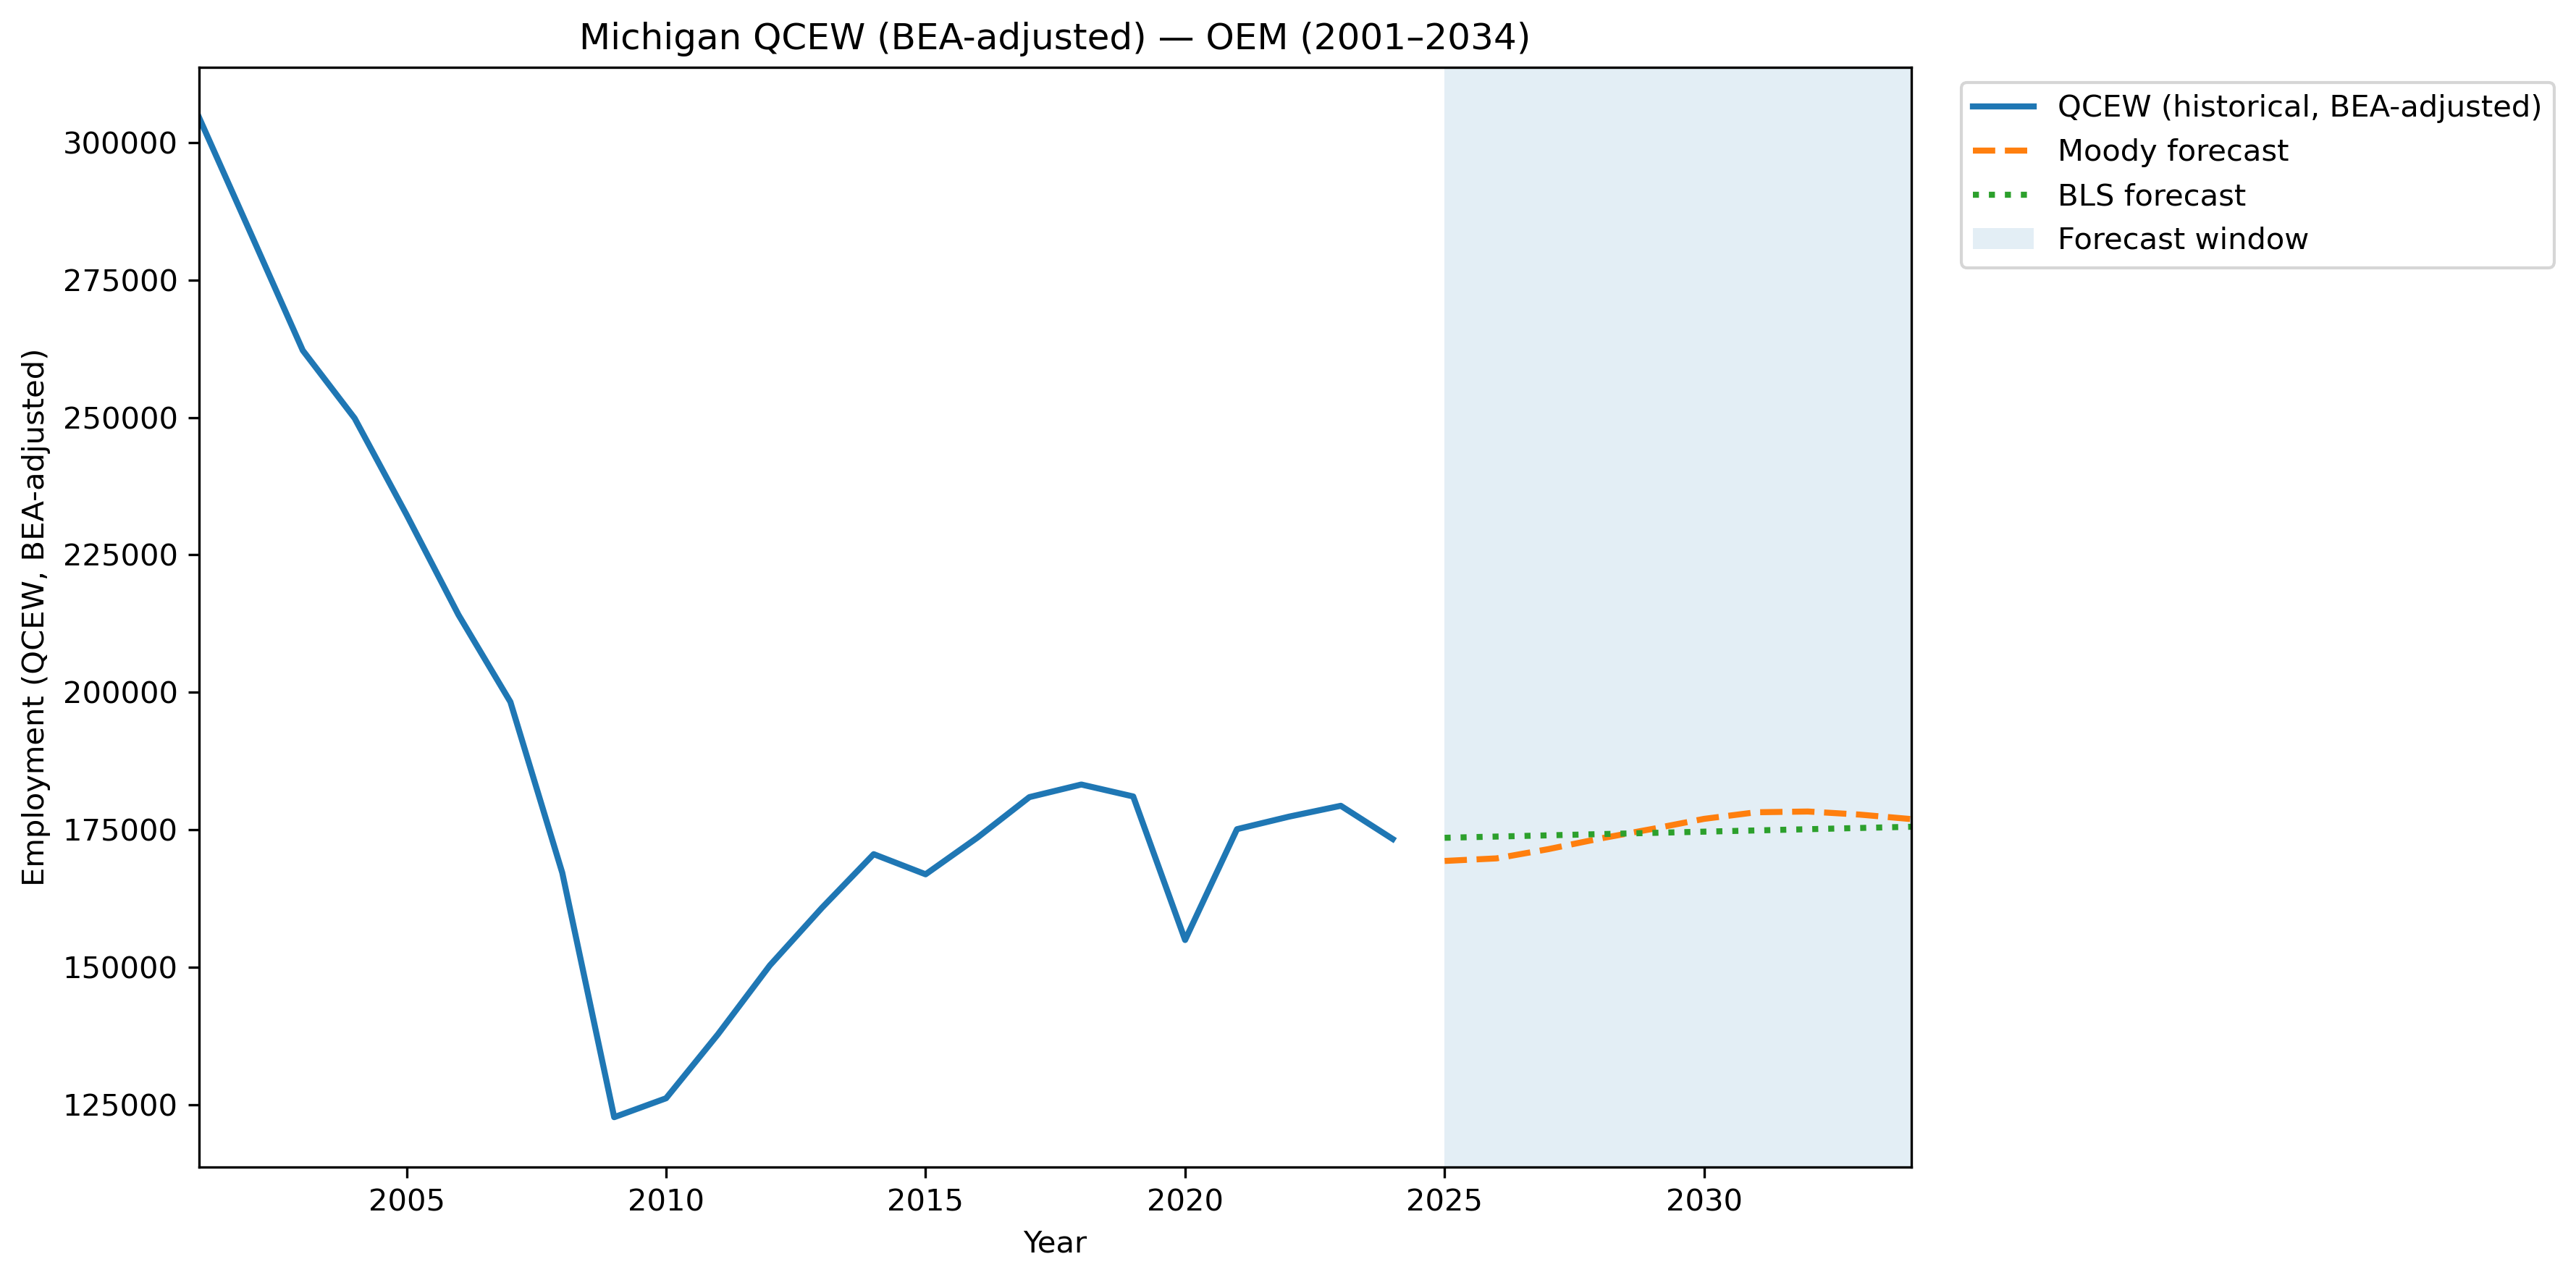 Michigan QCEW (BEA-adjusted) — OEM (2001–2034)
QCEW (historical, BEA-adjusted)
Moody forecast
BLS forecast
Forecast window
Employment (QCEW, BEA-adjusted)
300000
275000
250000
225000
200000
175000
150000
125000
2005 2010 2015 2020 2025 2030
Year